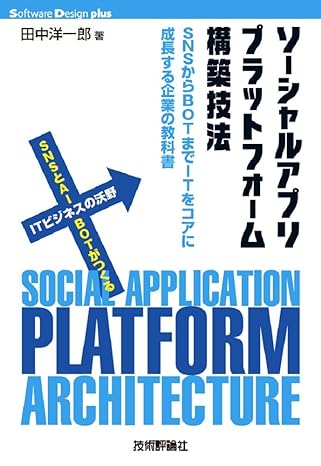 Software Design plus
田中洋一郎 著
ソーシャルアプリ
プラットフォーム
構築技法
SNSからBOTまでITをコアに
成長する企業の教科書
SNSとAI BOTがつくる
ITビジネスの沃野
SOCIAL APPLICATION
PLATFORM
ARCHITECTURE
技術評論社